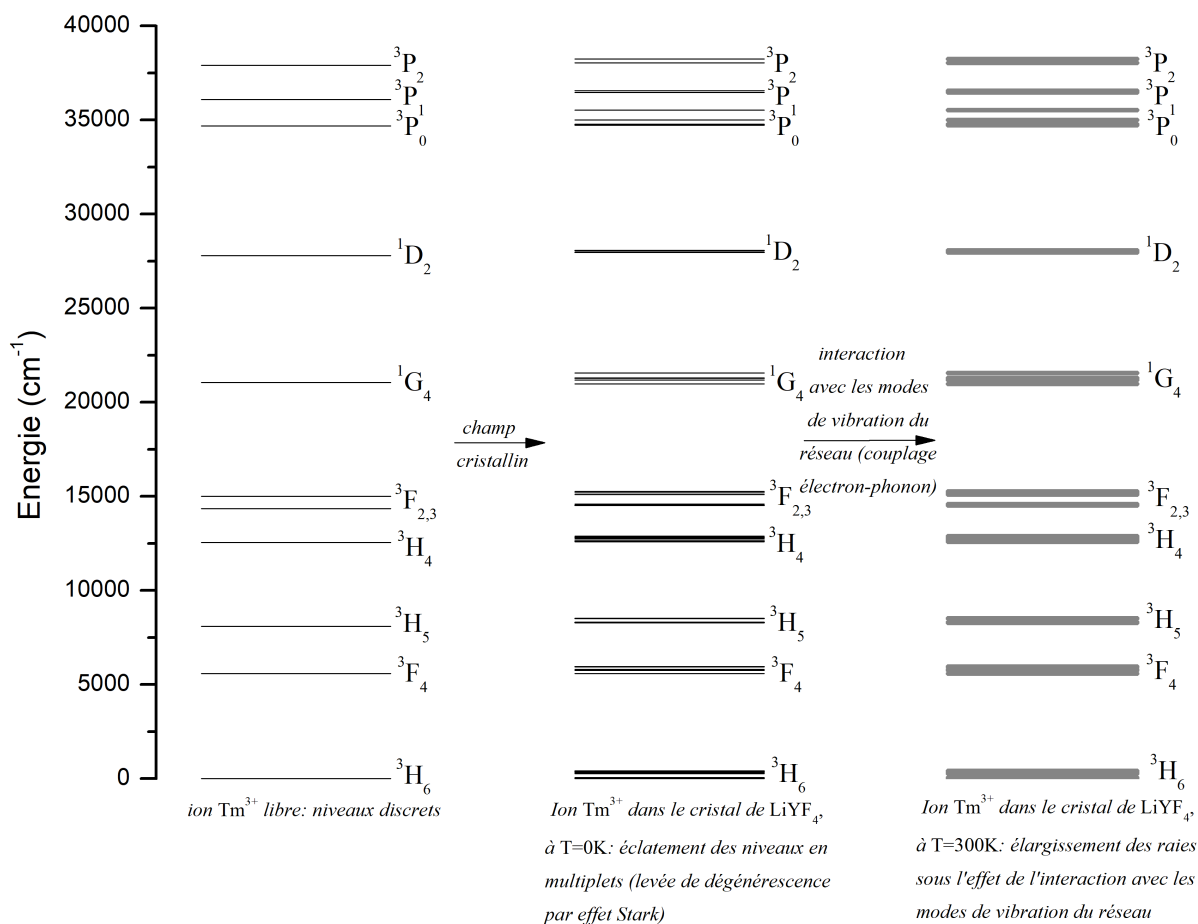 Energie (cm⁻¹)
40000
35000
30000
25000
20000
15000
10000
5000
0
³P₂
³P₁
³P₀
¹D₂
¹G₄
³F₂,₃
³H₄
³H₅
³F₄
³H₆
ion Tm³⁺ libre: niveaux discrets
champ
cristallin
³P₂
³P₁
³P₀
¹D₂
¹G₄
³F₂,₃
³H₄
³H₅
³F₄
³H₆
Ion Tm³⁺ dans le cristal de LiYF₄,
à T=0K: éclatement des niveaux en
multiplets (levée de dégénérescence
par effet Stark)
interaction
avec les modes
de vibration du
réseau (couplage
électron-phonon)
³P₂
³P₁
³P₀
¹D₂
¹G₄
³F₂,₃
³H₄
³H₅
³F₄
³H₆
Ion Tm³⁺ dans le cristal de LiYF₄,
à T=300K: élargissement des raies
sous l'effet de l'interaction avec les
modes de vibration du réseau